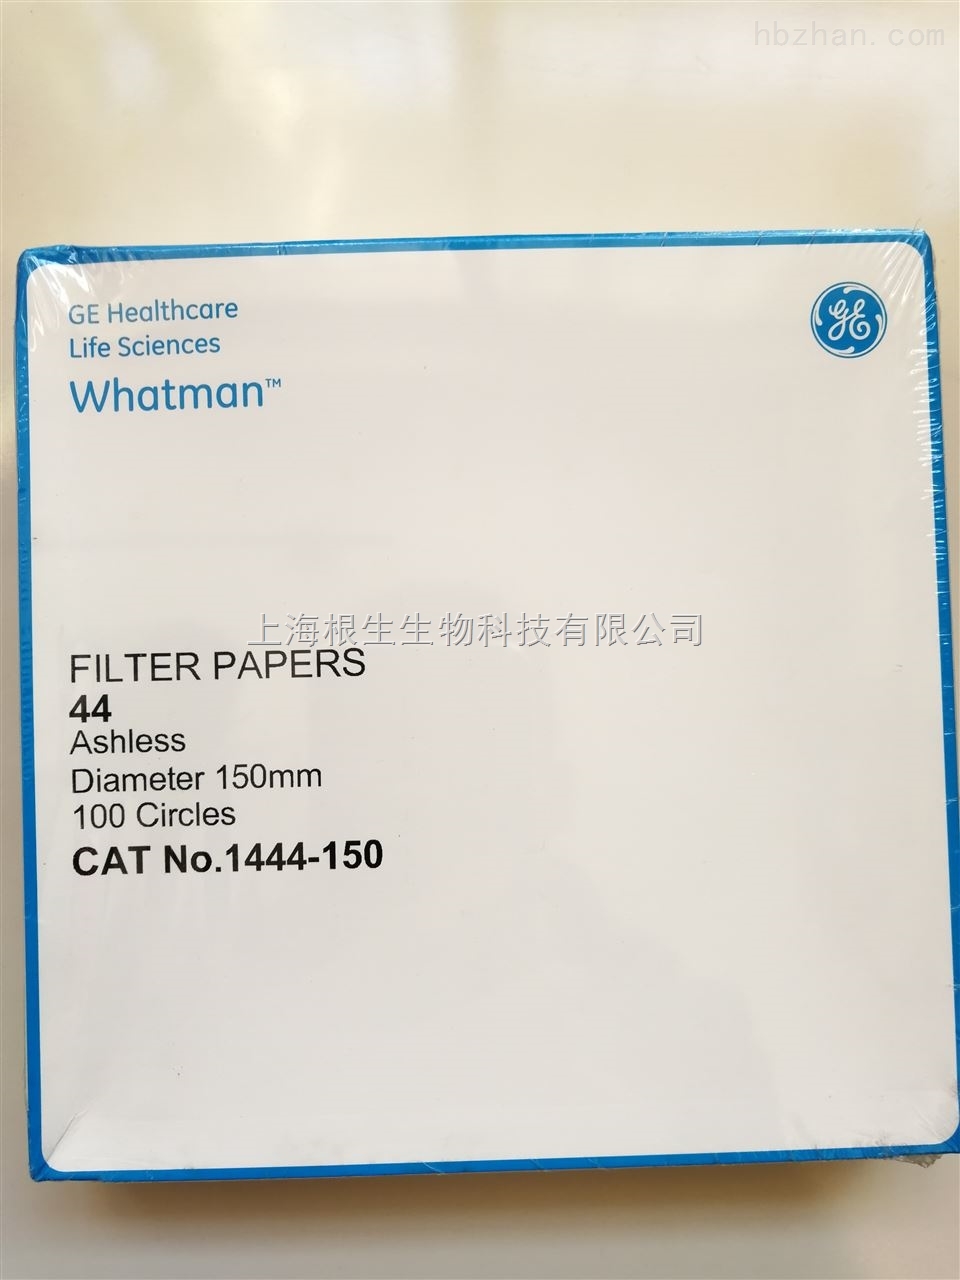 hbzhan.com
GE Healthcare
Life Sciences
Whatman™
GE
上海根生生物科技有限公司
FILTER PAPERS
44
Ashless
Diameter 150mm
100 Circles
CAT No.1444-150